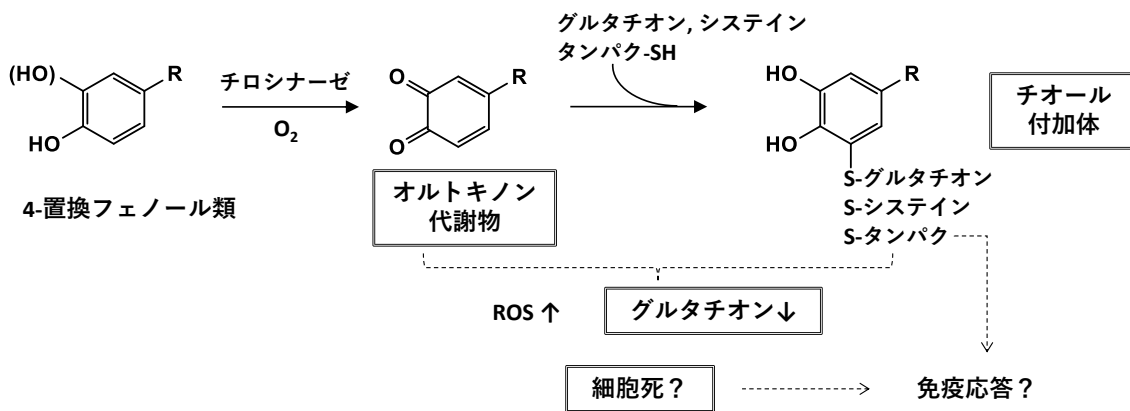 (HO)
HO
R
チロシナーゼ
O2
4-置換フェノール類
O
O
R
オルトキノン
代謝物
グルタチオン, システイン
タンパク-SH
HO
HO
R
S-グルタチオン
S-システイン
S-タンパク
チオール
付加体
ROS ↑
グルタチオン↓
細胞死？
免疫応答？